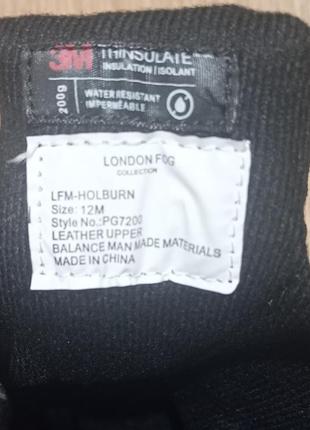 3M THINSULATE
INSULATION | ISOLANT
200g
WATER RESISTANT
IMPERMÉABLE
LONDON FOG
COLLECTION
LFM-HOLBURN
Size: 12M
Style No.:PG7200
LEATHER UPPER
BALANCE MAN MADE MATERIALS
MADE IN CHINA